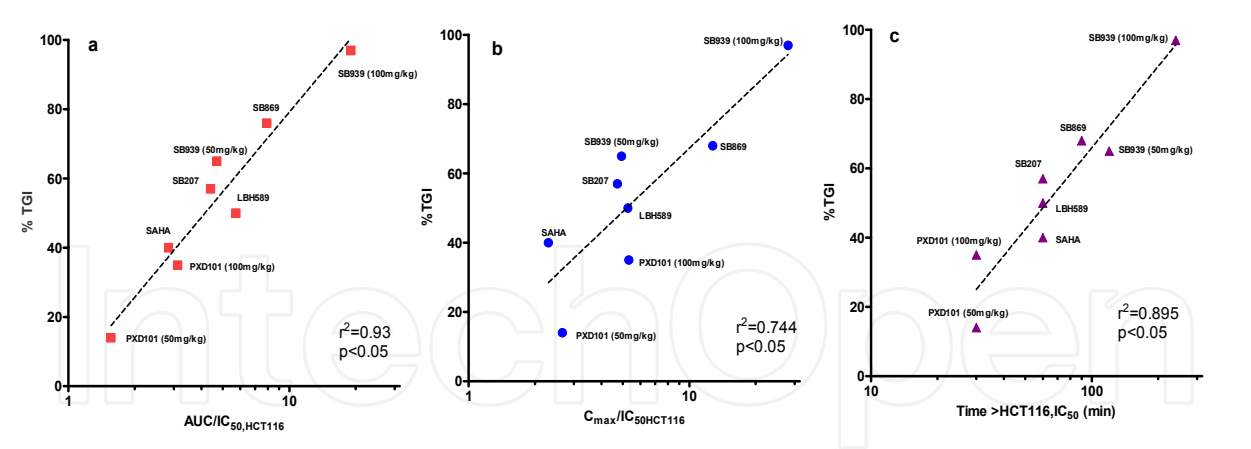 a
% TGI
100
80
60
40
20
0
SB939 (100mg/kg)
SB869
SB939 (50mg/kg)
SB207
LBH589
SAHA
PXD101 (100mg/kg)
PXD101 (50mg/kg)
r²=0.93
p<0.05
1
10
AUC/IC50,HCT116
b
%TGI
100
80
60
40
20
0
SB939 (100mg/kg)
SB939 (50mg/kg)
SB869
SB207
LBH589
SAHA
PXD101 (100mg/kg)
PXD101 (50mg/kg)
r²=0.744
p<0.05
1
10
Cmax/IC50HCT116
c
%TGI
100
80
60
40
20
0
SB939 (100mg/kg)
SB869
SB939 (50mg/kg)
SB207
LBH589
SAHA
PXD101 (100mg/kg)
PXD101 (50mg/kg)
r²=0.895
p<0.05
10
100
Time >HCT116,IC50 (min)
IntechOpen